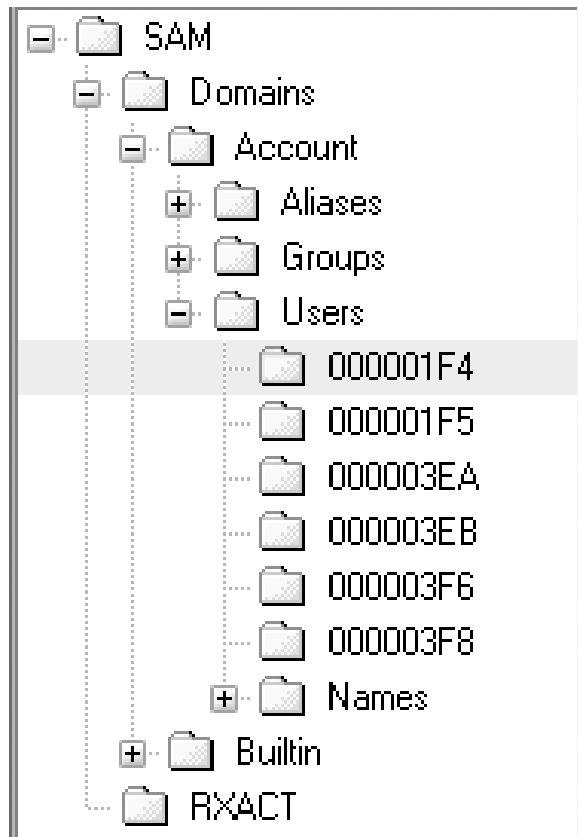 SAM
Domains
Account
Aliases
Groups
Users
000001F4
000001F5
000003EA
000003EB
000003F6
000003F8
Names
Builtin
RXACT